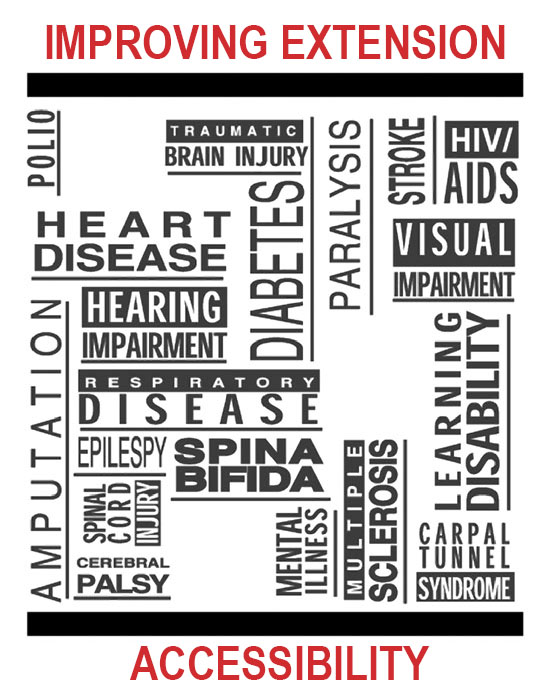 IMPROVING EXTENSION
POLIO
TRAUMATIC
BRAIN INJURY
PARALYSIS
STROKE
HIV/
AIDS
HEART
DISEASE
DIABETES
VISUAL
IMPAIRMENT
HEARING
IMPAIRMENT
AMPUTATION
LEARNING
DISABILITY
RESPIRATORY
DISEASE
EPILESPY
SPINA
BIFIDA
MULTIPLE
SCLEROSIS
SPINAL
CORD
INJURY
MENTAL
ILLNESS
CARPAL
TUNNEL
SYNDROME
CEREBRAL
PALSY
ACCESSIBILITY